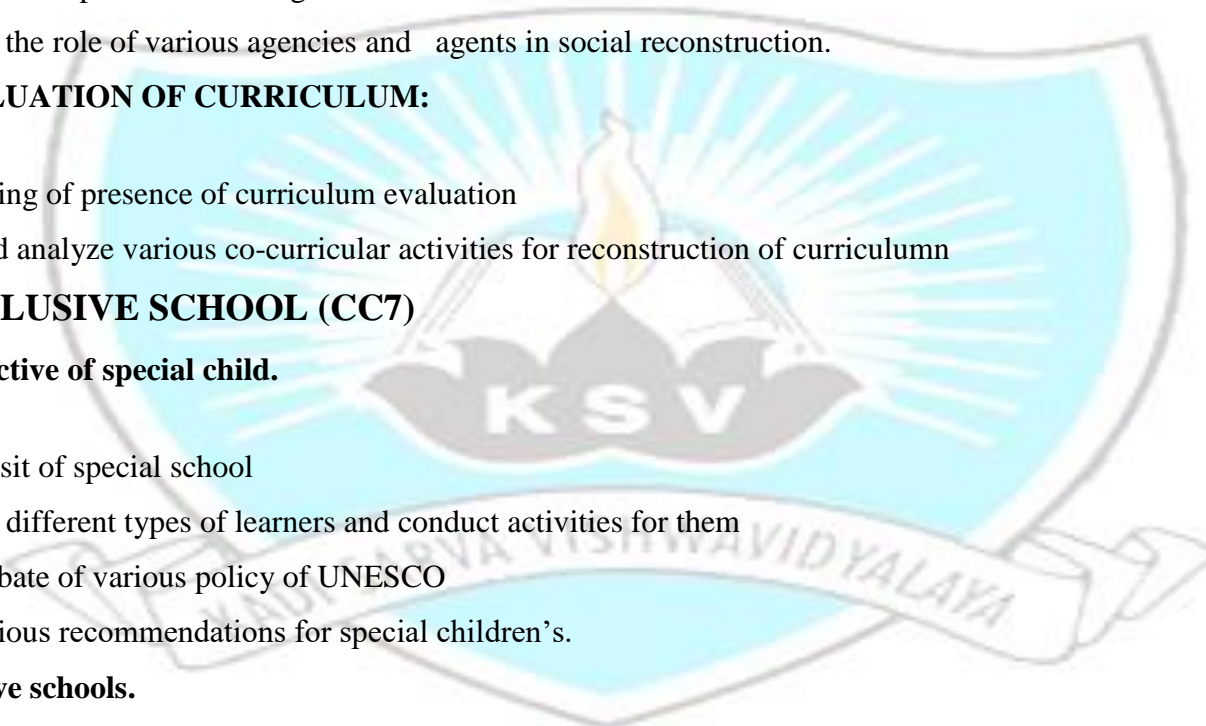 the role of various agencies and agents in social reconstruction.
LUATION OF CURRICULUM:
ing of presence of curriculum evaluation
d analyze various co-curricular activities for reconstruction of curriculumn
LUSIVE SCHOOL (CC7)
ctive of special child.
KSV
sit of special school
different types of learners and conduct activities for them
bate of various policy of UNESCO
VISHWAVIDYALAYA
ious recommendations for special children's.
ve schools.